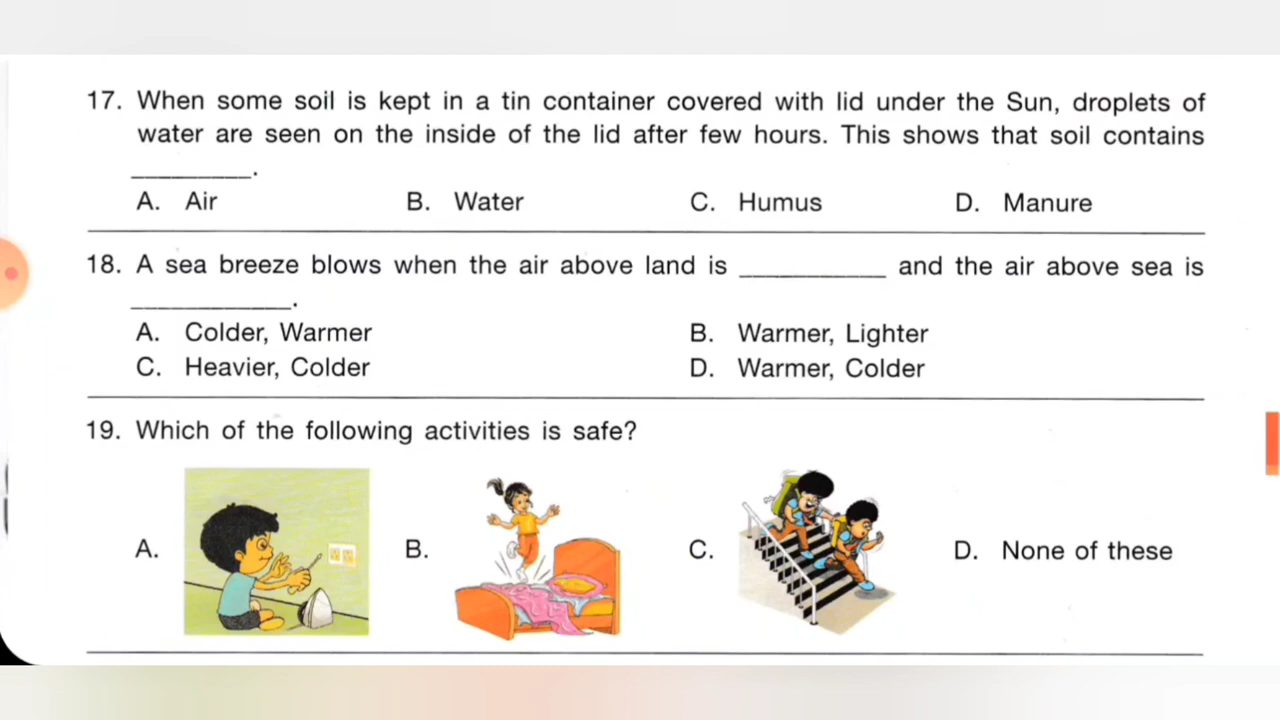 17. When some soil is kept in a tin container covered with lid under the Sun, droplets of
water are seen on the inside of the lid after few hours. This shows that soil contains
_________.
A. Air B. Water C. Humus D. Manure
18. A sea breeze blows when the air above land is ___________ and the air above sea is
____________.
A. Colder, Warmer B. Warmer, Lighter
C. Heavier, Colder D. Warmer, Colder
19. Which of the following activities is safe?
A. B. C. D. None of these